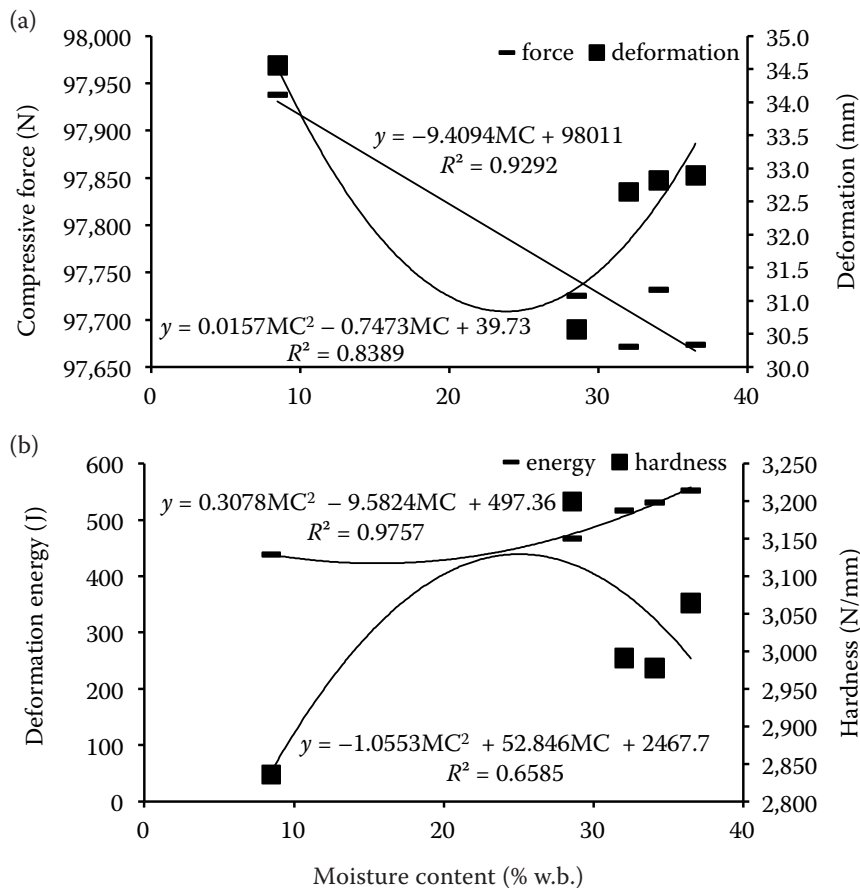 (a)
98,000
97,950
97,900
97,850
97,800
97,750
97,700
97,650
Compressive force (N)
force
deformation
y = −9.4094MC + 98011
R² = 0.9292
y = 0.0157MC² − 0.7473MC + 39.73
R² = 0.8389
35.0
34.5
34.0
33.5
33.0
32.5
32.0
31.5
31.0
30.5
30.0
Deformation (mm)
0 10 20 30 40
(b)
600
500
400
300
200
100
0
Deformation energy (J)
energy
hardness
y = 0.3078MC² − 9.5824MC + 497.36
R² = 0.9757
y = −1.0553MC² + 52.846MC + 2467.7
R² = 0.6585
3,250
3,200
3,150
3,100
3,050
3,000
2,950
2,900
2,850
2,800
Hardness (N/mm)
0 10 20 30 40
Moisture content (% w.b.)